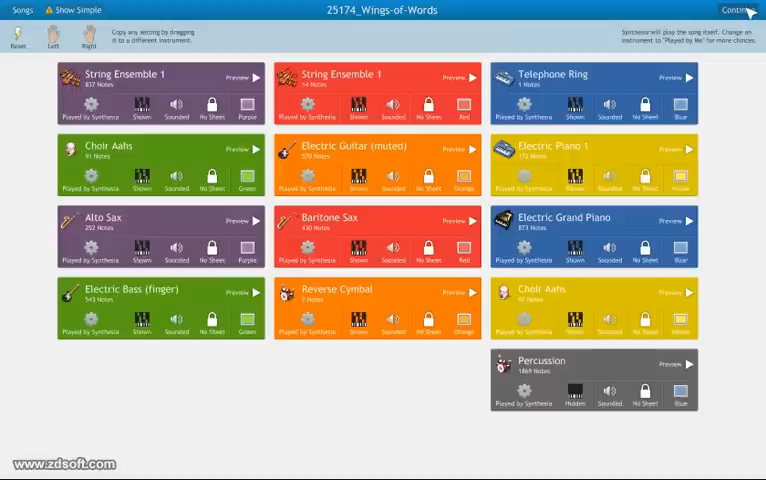 Songs
Show Simple
25174_Wings-of-Words
Continue
Reset
Left
Right
Copy any setting by dragging
it to a different instrument.
Synthesia will play the song itself. Change an
instrument to "Played by Me" for more choices.
String Ensemble 1
837 Notes
Preview
Played by Synthesia
Shown
Sounded
No Sheet
Purple
String Ensemble 1
14 Notes
Preview
Played by Synthesia
Shown
Sounded
No Sheet
Red
Telephone Ring
1 Notes
Preview
Played by Synthesia
Shown
Sounded
No Sheet
Blue
Choir Aahs
91 Notes
Preview
Played by Synthesia
Shown
Sounded
No Sheet
Green
Electric Guitar (muted)
570 Notes
Preview
Played by Synthesia
Shown
Sounded
No Sheet
Orange
Electric Piano 1
172 Notes
Preview
Played by Synthesia
Shown
Sounded
No Sheet
Yellow
Alto Sax
252 Notes
Preview
Played by Synthesia
Shown
Sounded
No Sheet
Purple
Baritone Sax
430 Notes
Preview
Played by Synthesia
Shown
Sounded
No Sheet
Red
Electric Grand Piano
873 Notes
Preview
Played by Synthesia
Shown
Sounded
No Sheet
Blue
Electric Bass (finger)
543 Notes
Preview
Played by Synthesia
Shown
Sounded
No Sheet
Green
Reverse Cymbal
2 Notes
Preview
Played by Synthesia
Shown
Sounded
No Sheet
Orange
Choir Aahs
97 Notes
Preview
Played by Synthesia
Shown
Sounded
No Sheet
Yellow
Percussion
1869 Notes
Preview
Played by Synthesia
Hidden
Sounded
No Sheet
Blue
www.zdsoft.com